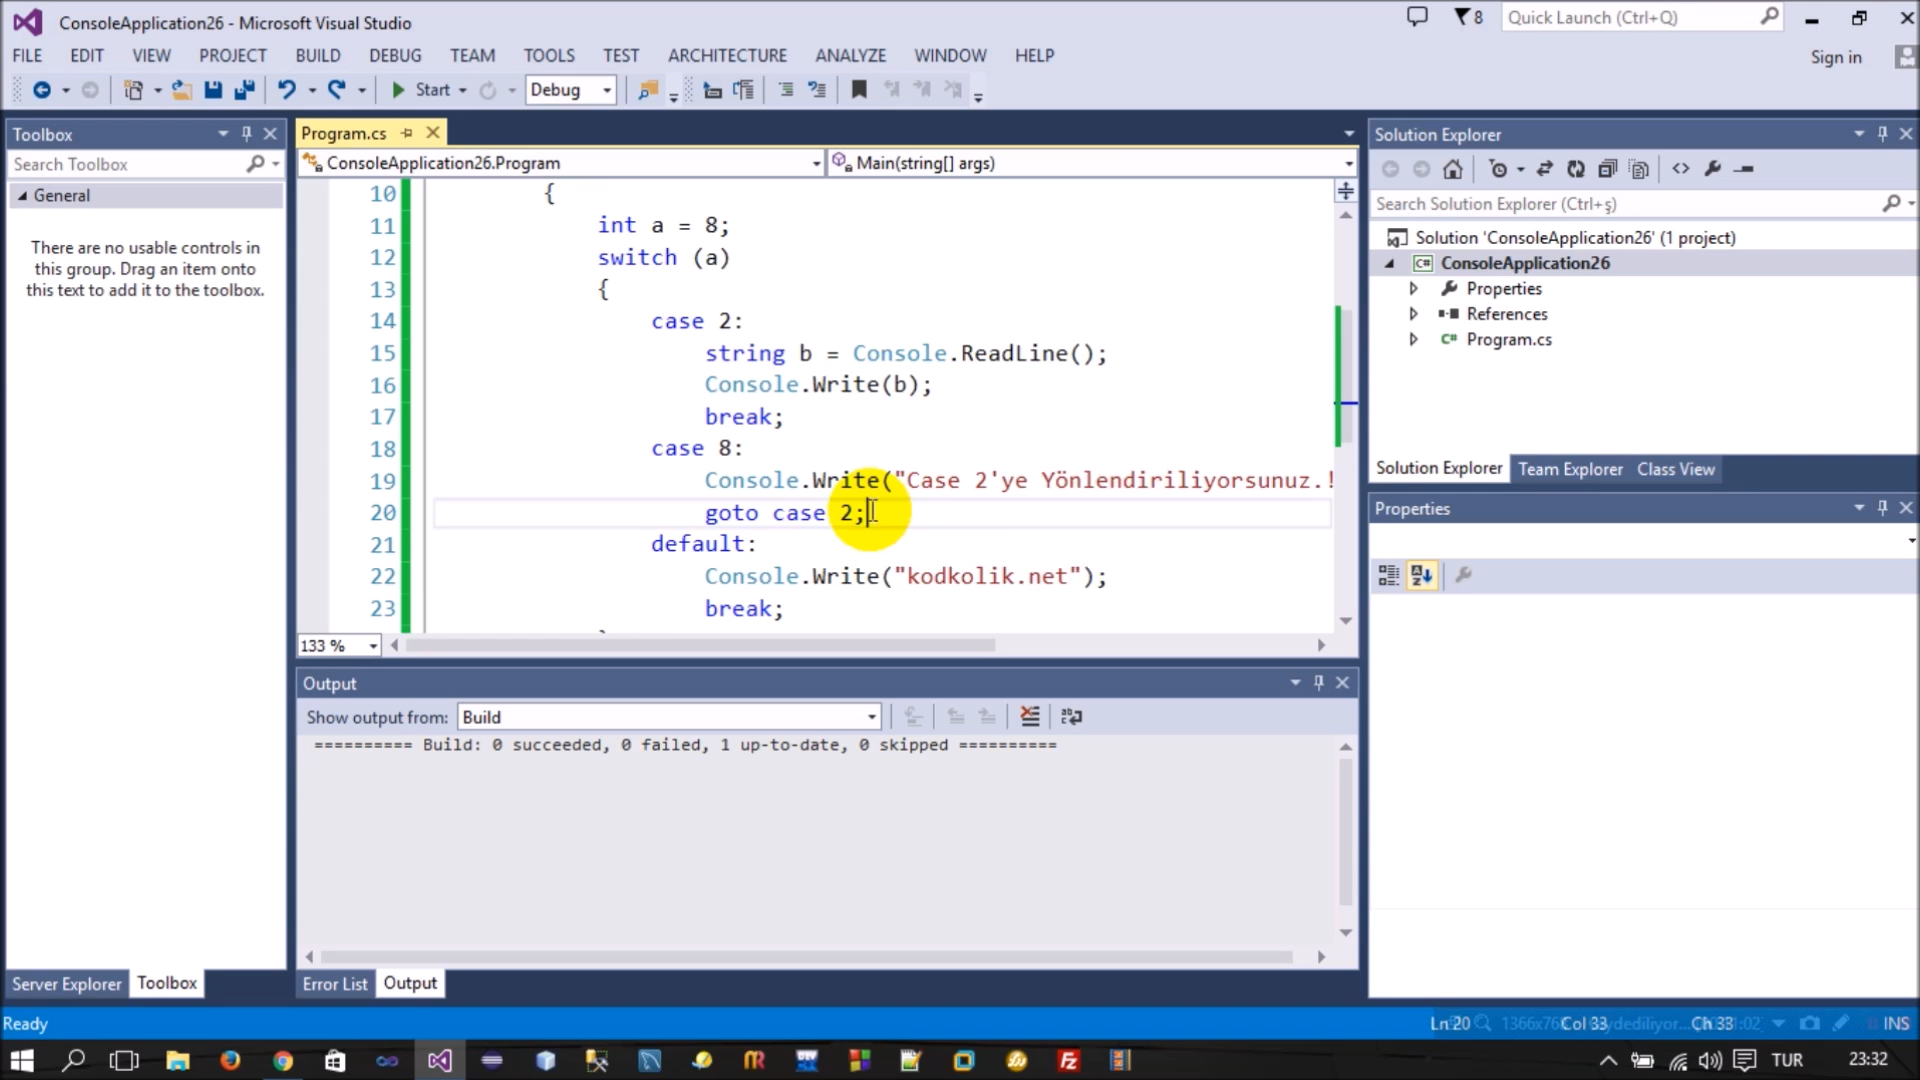 ConsoleApplication26 - Microsoft Visual Studio
8
Quick Launch (Ctrl+Q)
FILE EDIT VIEW PROJECT BUILD DEBUG TEAM TOOLS TEST ARCHITECTURE ANALYZE WINDOW HELP
Sign in
Start
Debug
Toolbox
Search Toolbox
General
There are no usable controls in
this group. Drag an item onto
this text to add it to the toolbox.
Server Explorer Toolbox
Program.cs
ConsoleApplication26.Program
Main(string[] args)
10 {
11 int a = 8;
12 switch (a)
13 {
14 case 2:
15 string b = Console.ReadLine();
16 Console.Write(b);
17 break;
18 case 8:
19 Console.Write("Case 2'ye Yönlendiriliyorsunuz.!
20 goto case 2;
21 default:
22 Console.Write("kodkolik.net");
23 break;
133 %
Output
Show output from: Build
========== Build: 0 succeeded, 0 failed, 1 up-to-date, 0 skipped ==========
Error List Output
Solution Explorer
Search Solution Explorer (Ctrl+ş)
Solution 'ConsoleApplication26' (1 project)
C# ConsoleApplication26
Properties
References
C# Program.cs
Solution Explorer Team Explorer Class View
Properties
Ready
Ln 20 Col 33 Ch 33 INS
TUR
23:32